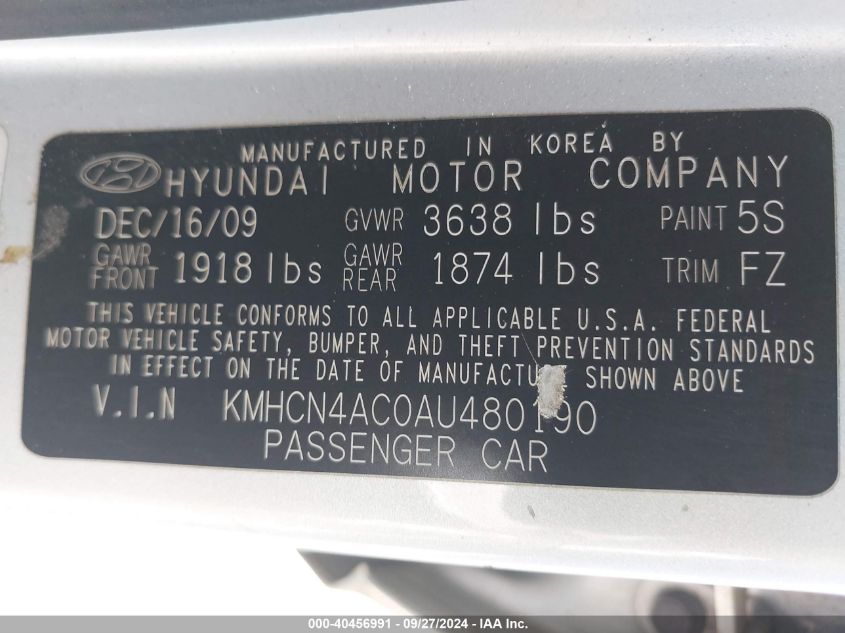 MANUFACTURED IN KOREA BY
HYUNDAI MOTOR COMPANY
DEC/16/09 GVWR 3638 lbs PAINT 5S
GAWR FRONT 1918 lbs GAWR REAR 1874 lbs TRIM FZ
THIS VEHICLE CONFORMS TO ALL APPLICABLE U.S.A. FEDERAL
MOTOR VEHICLE SAFETY, BUMPER, AND THEFT PREVENTION STANDARDS
IN EFFECT ON THE DATE OF MANUFACTURE SHOWN ABOVE
V.I.N KMHCN4AC0AU480190
PASSENGER CAR
000-40456991 - 09/27/2024 - IAA Inc.